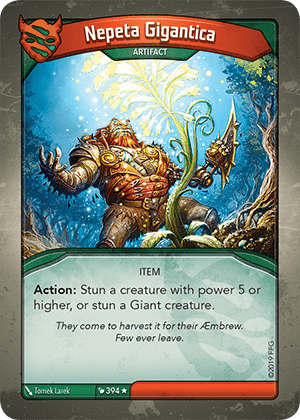 Nepeta Gigantica
ARTIFACT
ITEM
Action: Stun a creature with power 5 or
higher, or stun a Giant creature.
They come to harvest it for their Æmbrew.
Few ever leave.
Tomek Larek
394 ★
©2019 FFG